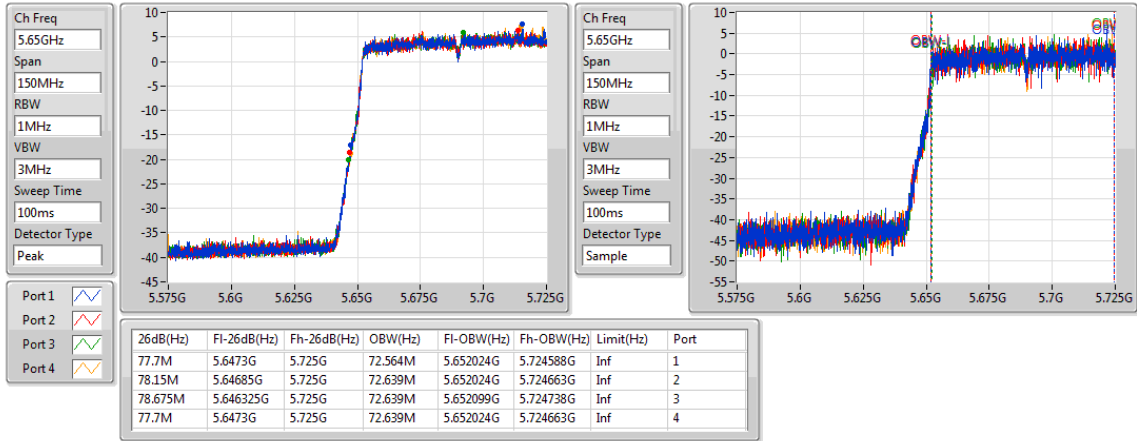 Ch Freq
5.65GHz
Span
150MHz
RBW
1MHz
VBW
3MHz
Sweep Time
100ms
Detector Type
Peak
10
5
0
-5
-10
-15
-20
-25
-30
-35
-40
-45
5.575G 5.6G 5.625G 5.65G 5.675G 5.7G 5.725G
Ch Freq
5.65GHz
Span
150MHz
RBW
1MHz
VBW
3MHz
Sweep Time
100ms
Detector Type
Sample
10
5
0
-5
-10
-15
-20
-25
-30
-35
-40
-45
-50
-55
5.575G 5.6G 5.625G 5.65G 5.675G 5.7G 5.725G
Port 1
Port 2
Port 3
Port 4
26dB(Hz) Fl-26dB(Hz) Fh-26dB(Hz) OBW(Hz) Fl-OBW(Hz) Fh-OBW(Hz) Limit(Hz) Port
77.7M 5.6473G 5.725G 72.564M 5.652024G 5.724588G Inf 1
78.15M 5.64685G 5.725G 72.639M 5.652024G 5.724663G Inf 2
78.675M 5.646325G 5.725G 72.639M 5.652099G 5.724738G Inf 3
77.7M 5.6473G 5.725G 72.639M 5.652024G 5.724663G Inf 4